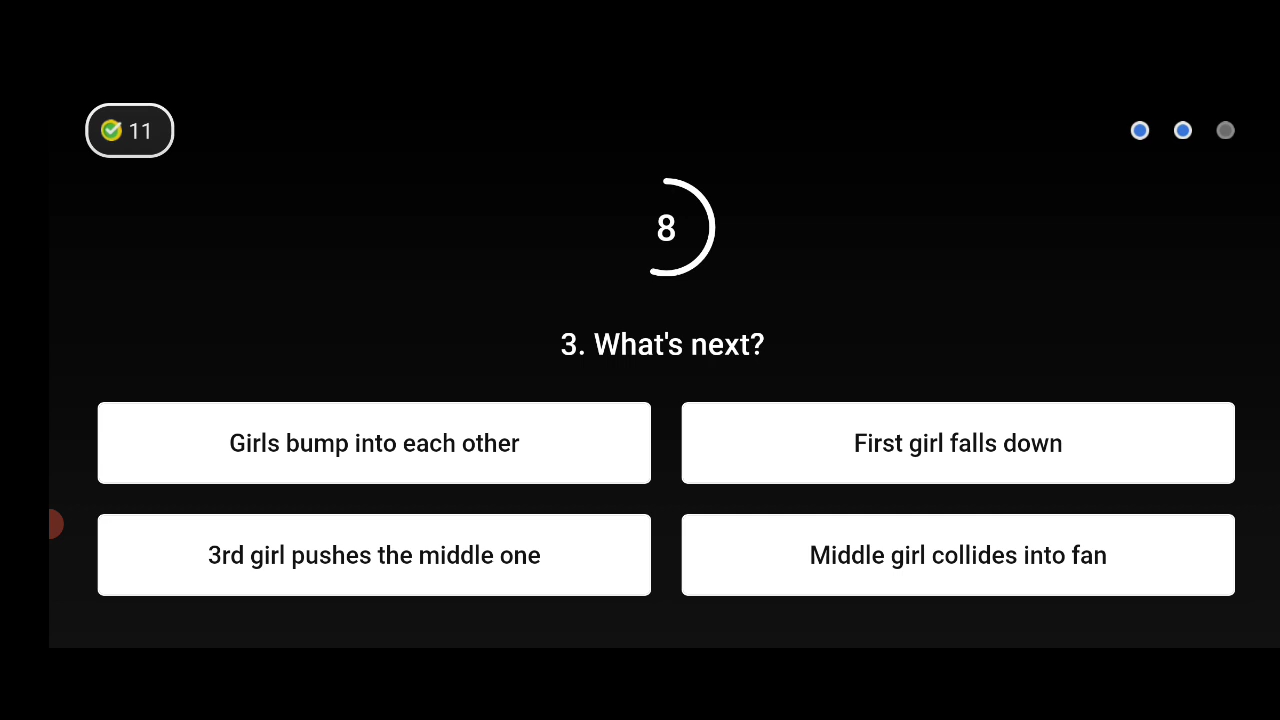 11
8
3. What's next?
Girls bump into each other
First girl falls down
3rd girl pushes the middle one
Middle girl collides into fan